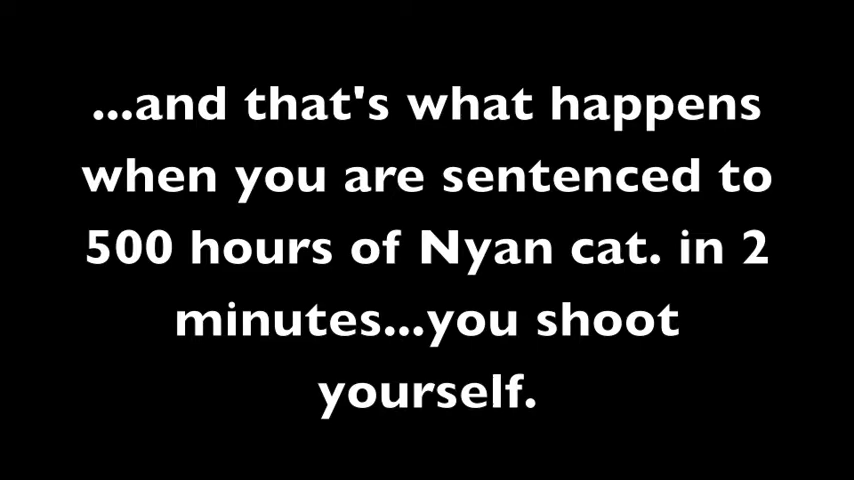 ...and that's what happens
when you are sentenced to
500 hours of Nyan cat. in 2
minutes...you shoot
yourself.